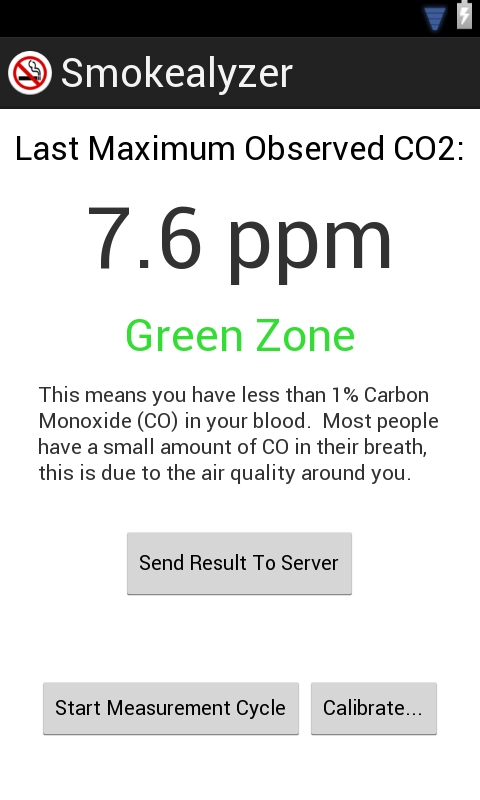 Smokealyzer
Last Maximum Observed CO2:
7.6 ppm
Green Zone
This means you have less than 1% Carbon
Monoxide (CO) in your blood.  Most people
have a small amount of CO in their breath,
this is due to the air quality around you.
Send Result To Server
Start Measurement Cycle
Calibrate...